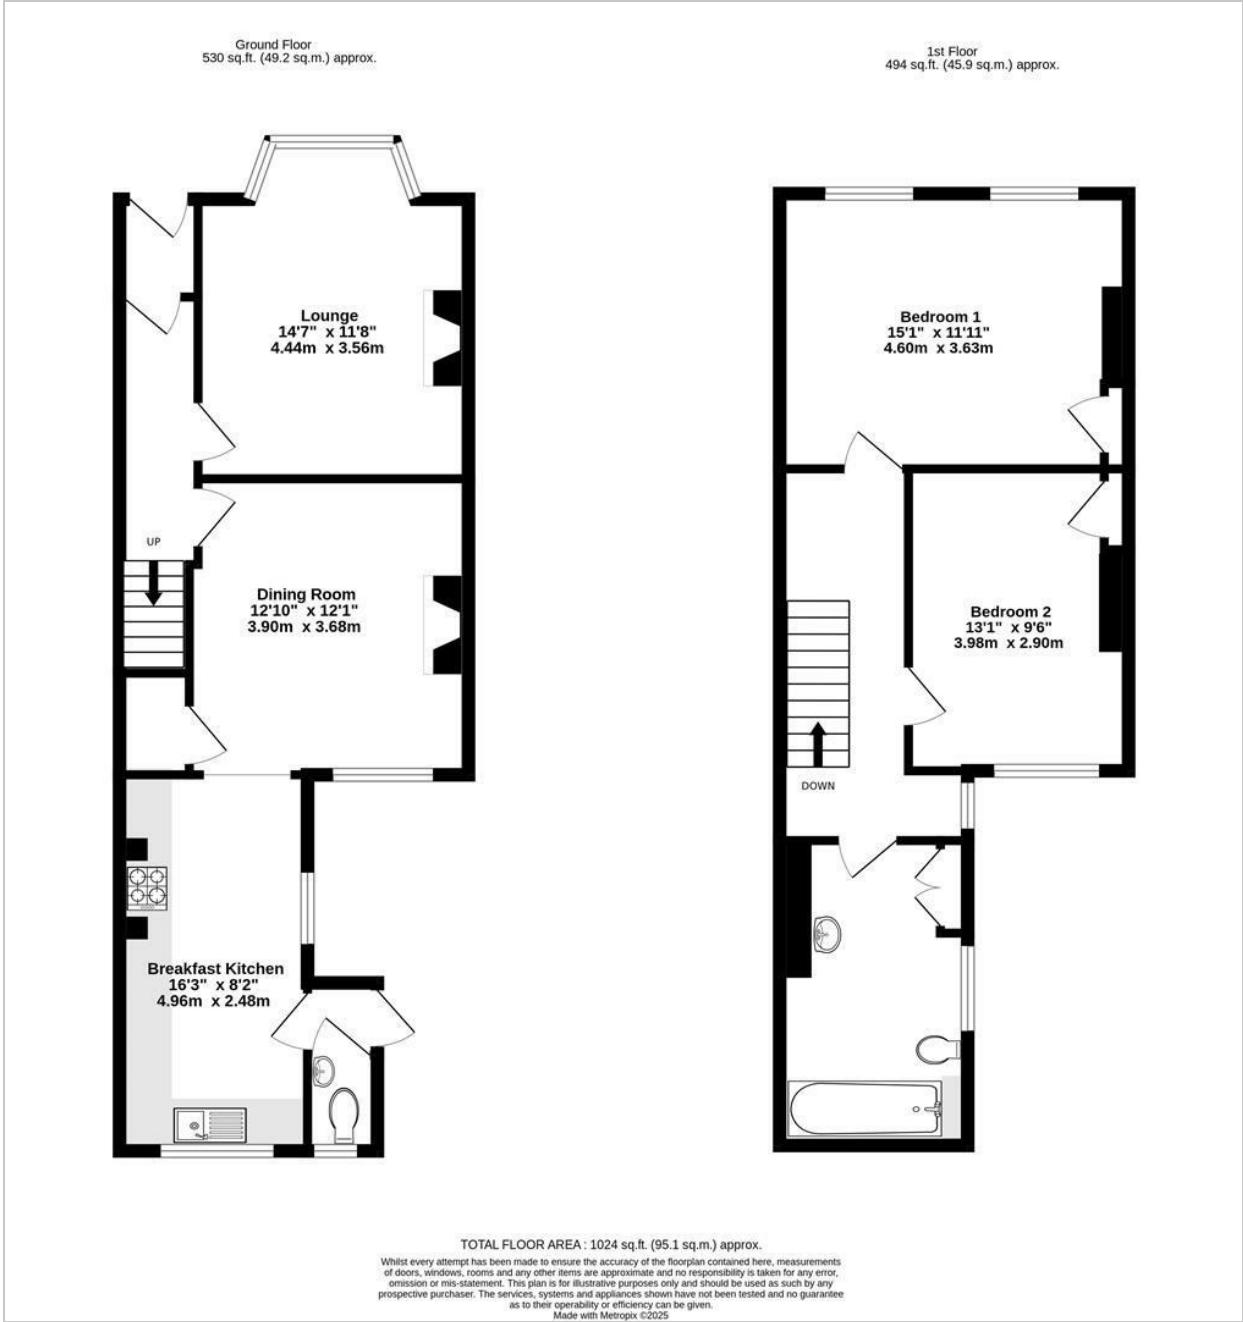 Ground Floor
530 sq.ft. (49.2 sq.m.) approx.
1st Floor
494 sq.ft. (45.9 sq.m.) approx.
Lounge
14'7" x 11'8"
4.44m x 3.56m
UP
Dining Room
12'10" x 12'1"
3.90m x 3.68m
Breakfast Kitchen
16'3" x 8'2"
4.96m x 2.48m
Bedroom 1
15'1" x 11'11"
4.60m x 3.63m
Bedroom 2
13'1" x 9'6"
3.98m x 2.90m
DOWN
TOTAL FLOOR AREA : 1024 sq.ft. (95.1 sq.m.) approx.
Whilst every attempt has been made to ensure the accuracy of the floorplan contained here, measurements
of doors, windows, rooms and any other items are approximate and no responsibility is taken for any error,
omission or mis-statement. This plan is for illustrative purposes only and should be used as such by any
prospective purchaser. The services, systems and appliances shown have not been tested and no guarantee
as to their operability or efficiency can be given.
Made with Metropix ©2025